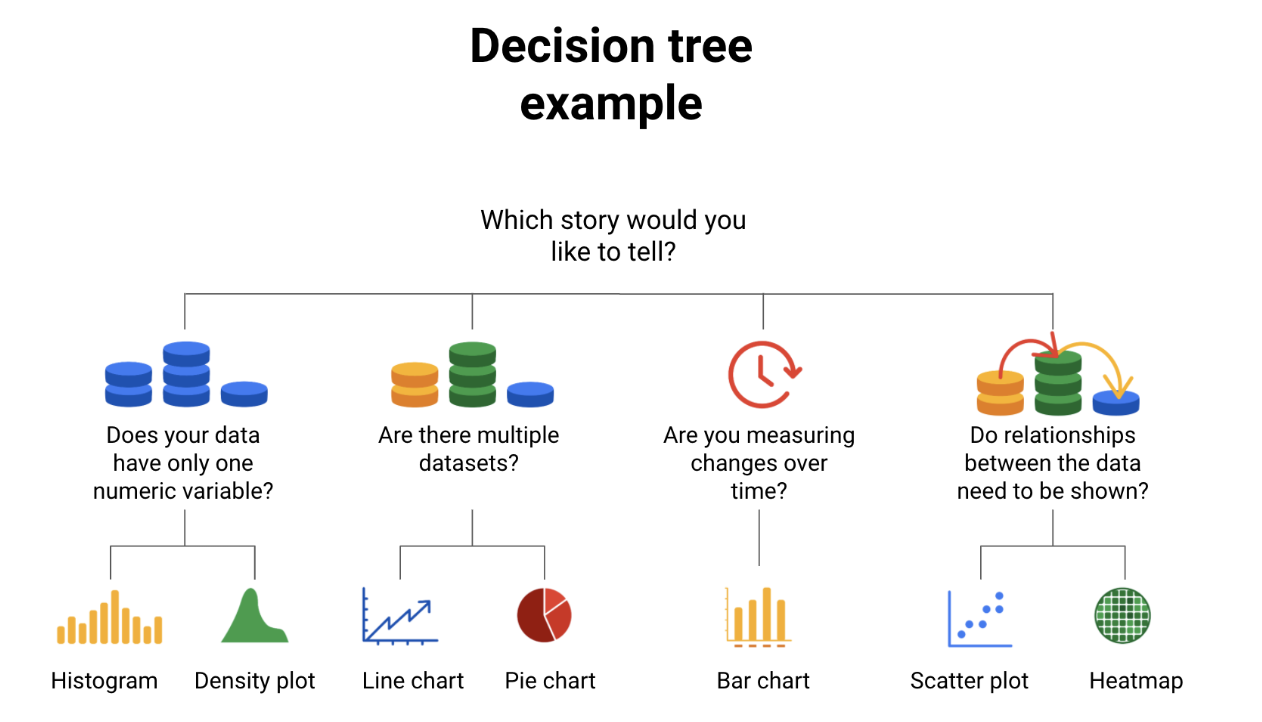 Decision tree
example
Which story would you
like to tell?
Does your data
have only one
numeric variable?
Are there multiple
datasets?
Are you measuring
changes over
time?
Do relationships
between the data
need to be shown?
Histogram
Density plot
Line chart
Pie chart
Bar chart
Scatter plot
Heatmap